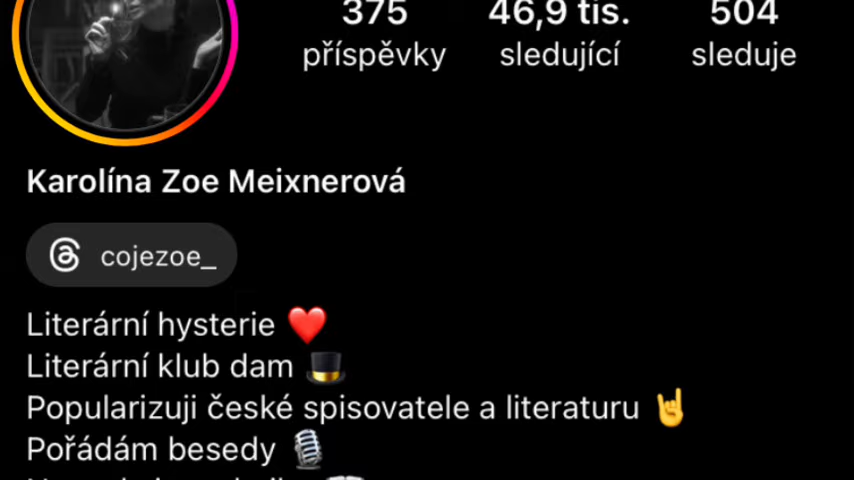 375 46,9 tis. 504
příspěvky sledující sleduje
Karolína Zoe Meixnerová
cojezoe_
Literární hysterie ❤️
Literární klub dam 🎩
Popularizuji české spisovatele a literaturu 🤘
Pořádám besedy 🎙️